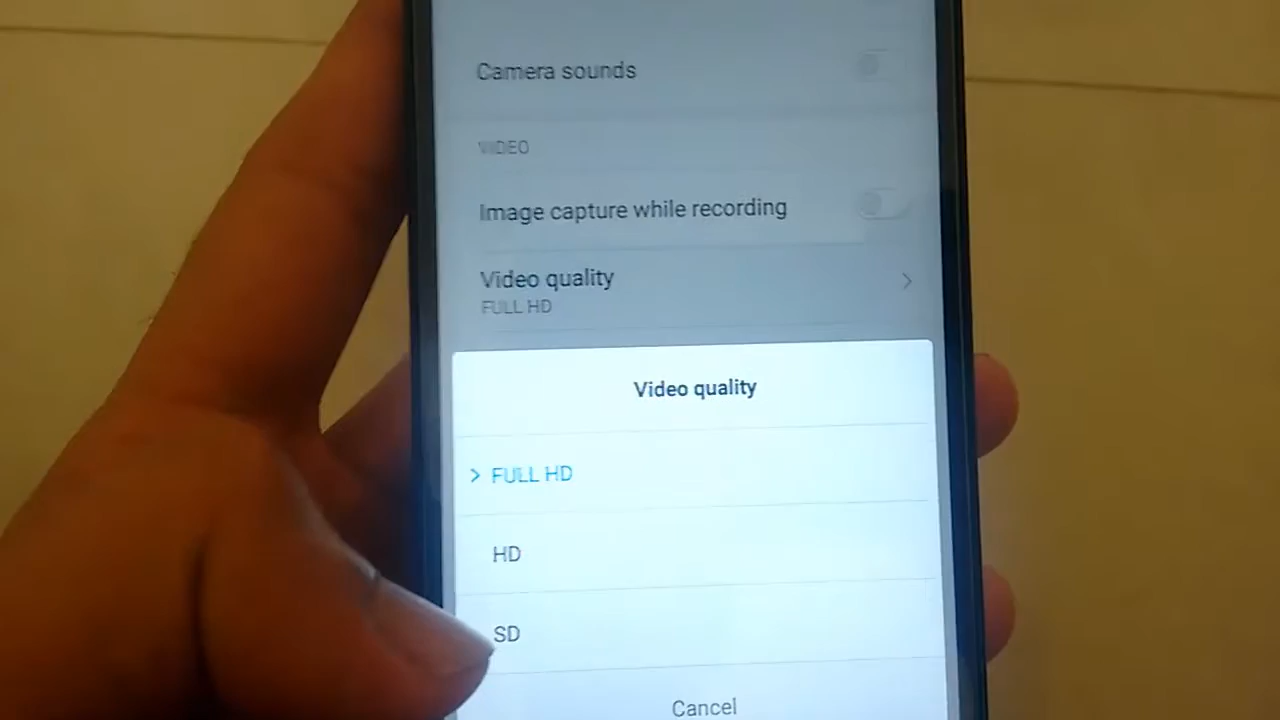 Camera sounds
VIDEO
Image capture while recording
Video quality
FULL HD
Video quality
> FULL HD
HD
SD
Cancel